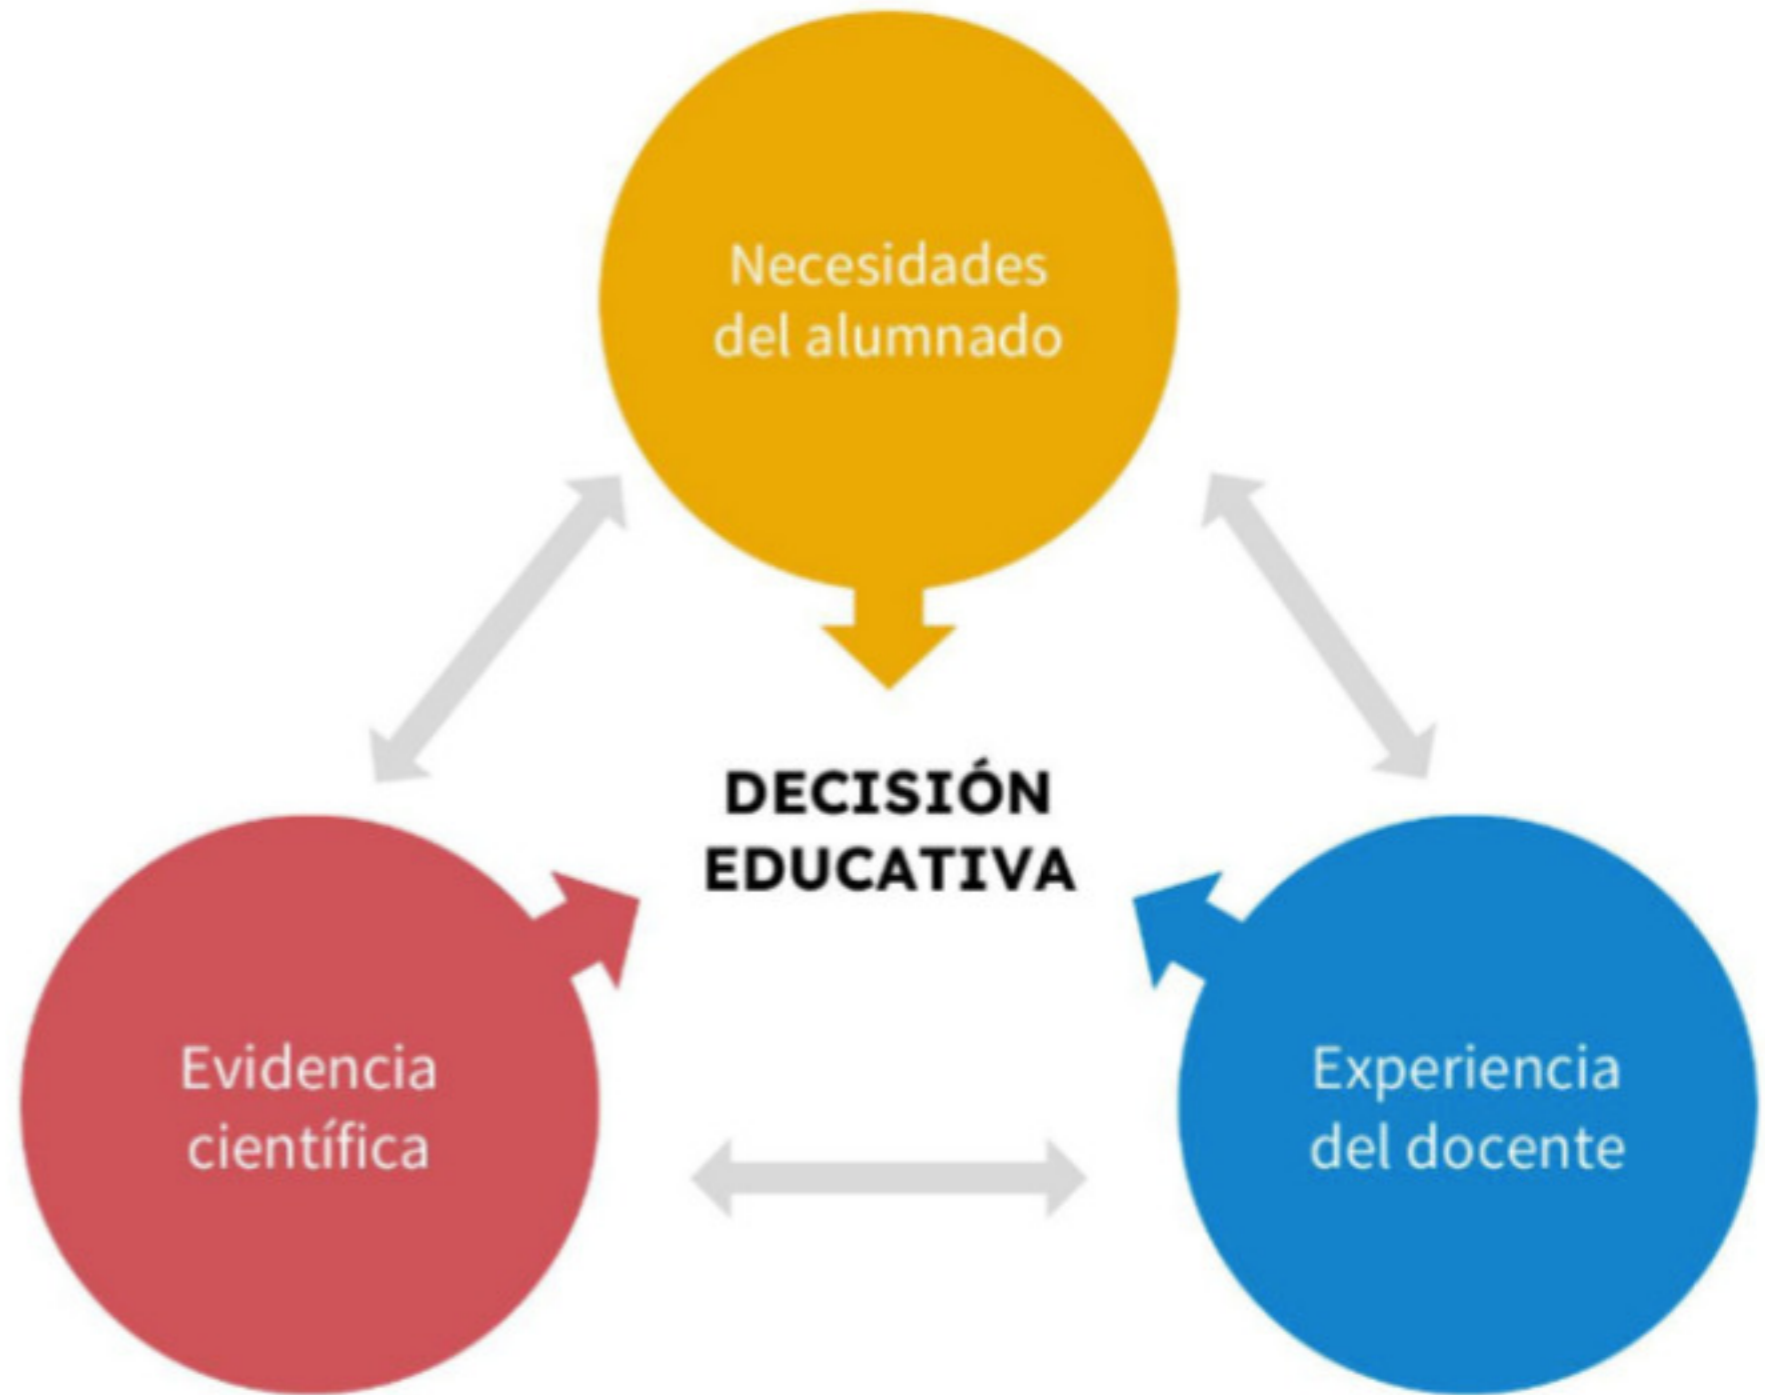 Necesidades
del alumnado
DECISIÓN
EDUCATIVA
Evidencia
científica
Experiencia
del docente